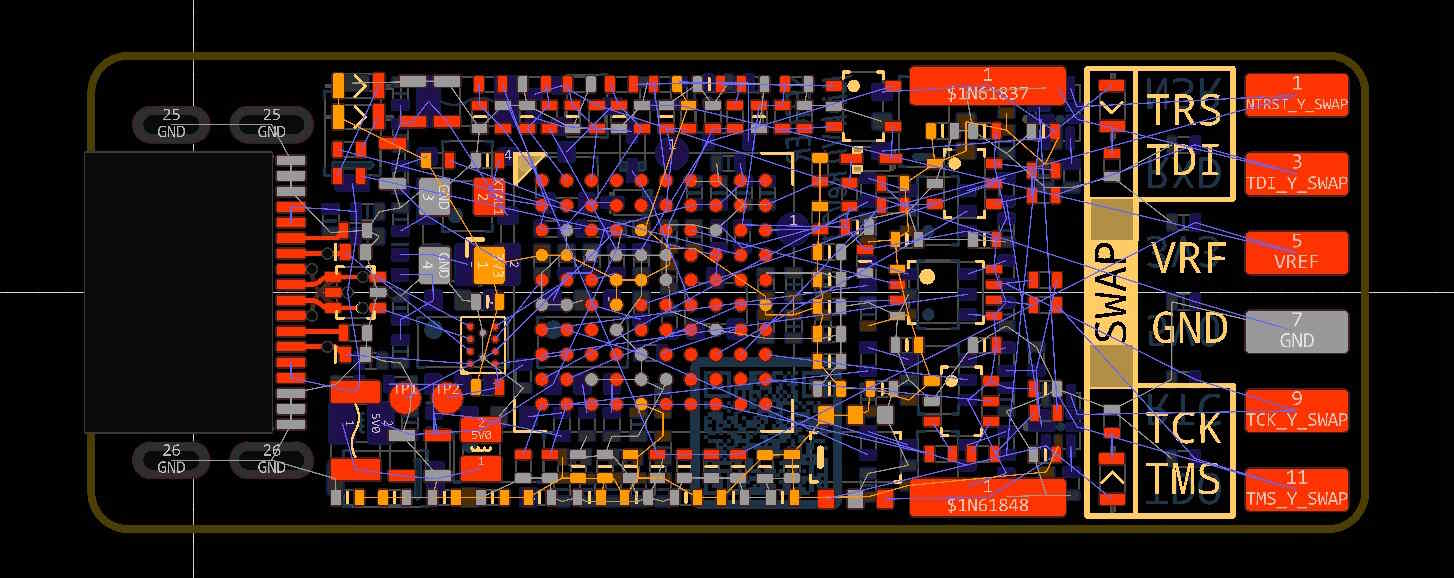 25
GND
25
GND
26
GND
26
GND
4
3
GND
2
XTAL1
4
GND
1
3V3
2
TP1
TP2
1
5V0
2
5V0
1
1
1
$1N61837
1
$1N61848
TRS
TDI
SWAP
VRF
GND
TCK
TMS
1
NTRST_Y_SWAP
3
TDI_Y_SWAP
5
VREF
7
GND
9
TCK_Y_SWAP
11
TMS_Y_SWAP